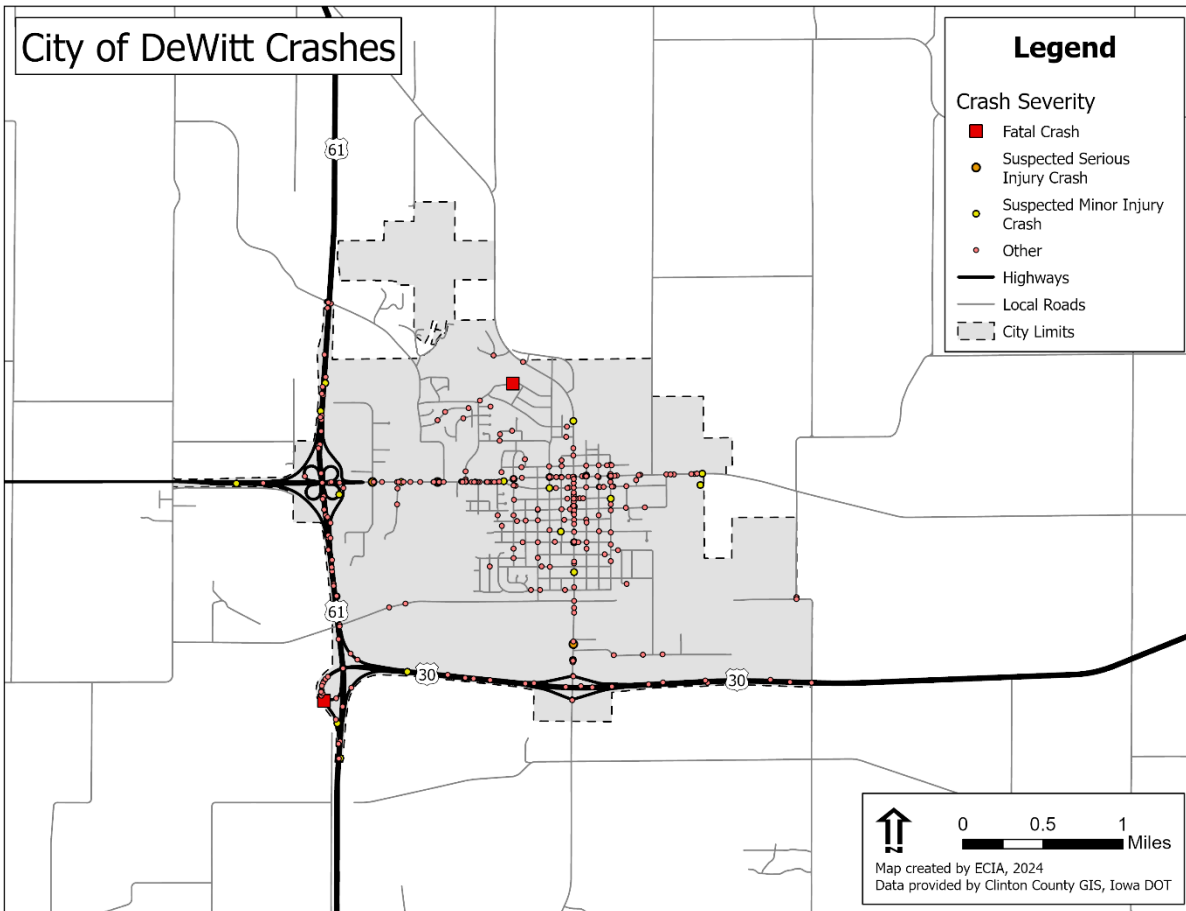 City of DeWitt Crashes
Legend
Crash Severity
Fatal Crash
Suspected Serious
Injury Crash
Suspected Minor Injury
Crash
Other
Highways
Local Roads
City Limits
61
61
30
30
N
0 0.5 1
Miles
Map created by ECIA, 2024
Data provided by Clinton County GIS, Iowa DOT